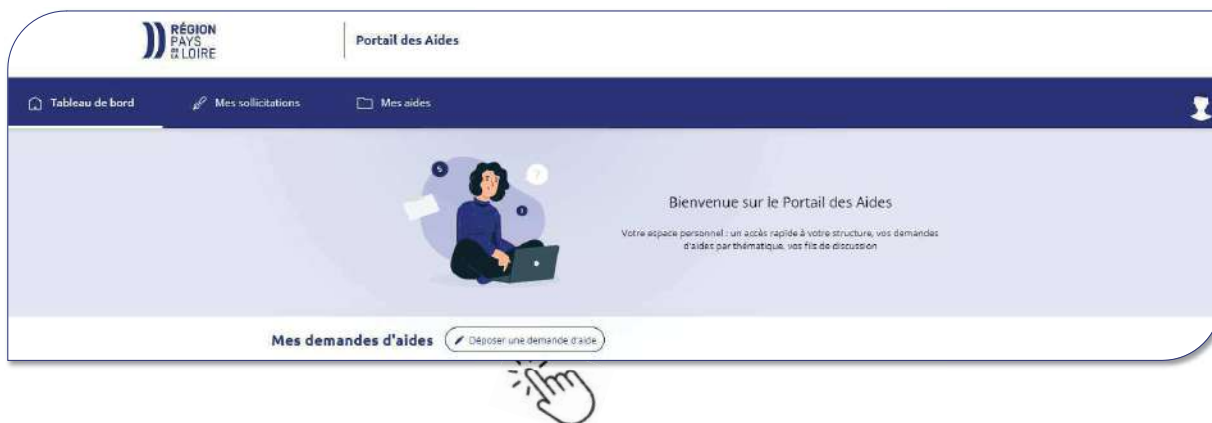 RÉGION
PAYS
DE LA LOIRE
Portail des Aides
Tableau de bord
Mes sollicitations
Mes aides
S
?
Bienvenue sur le Portail des Aides
Votre espace personnel : un accès rapide à votre structure, vos demandes
d'aides par thématique, vos fils de discussion
Mes demandes d'aides
Déposer une demande d'aide